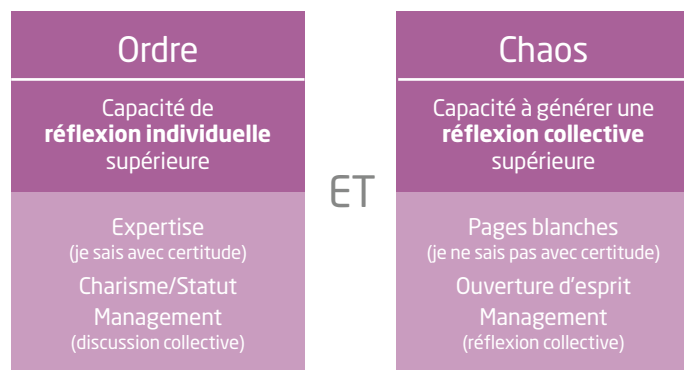 Ordre
Capacité de
réflexion individuelle
supérieure
Expertise
(je sais avec certitude)
Charisme/Statut
Management
(discussion collective)
ET
Chaos
Capacité à générer une
réflexion collective
supérieure
Pages blanches
(je ne sais pas avec certitude)
Ouverture d'esprit
Management
(réflexion collective)